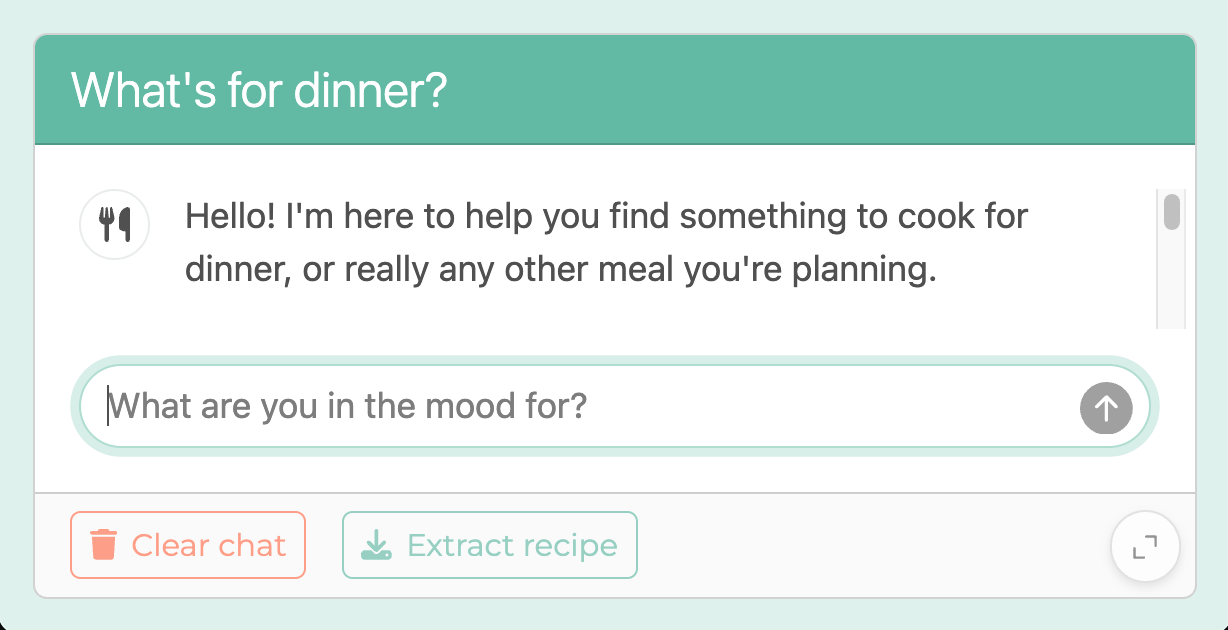 What's for dinner?
Hello! I'm here to help you find something to cook for
dinner, or really any other meal you're planning.
What are you in the mood for?
Clear chat
Extract recipe